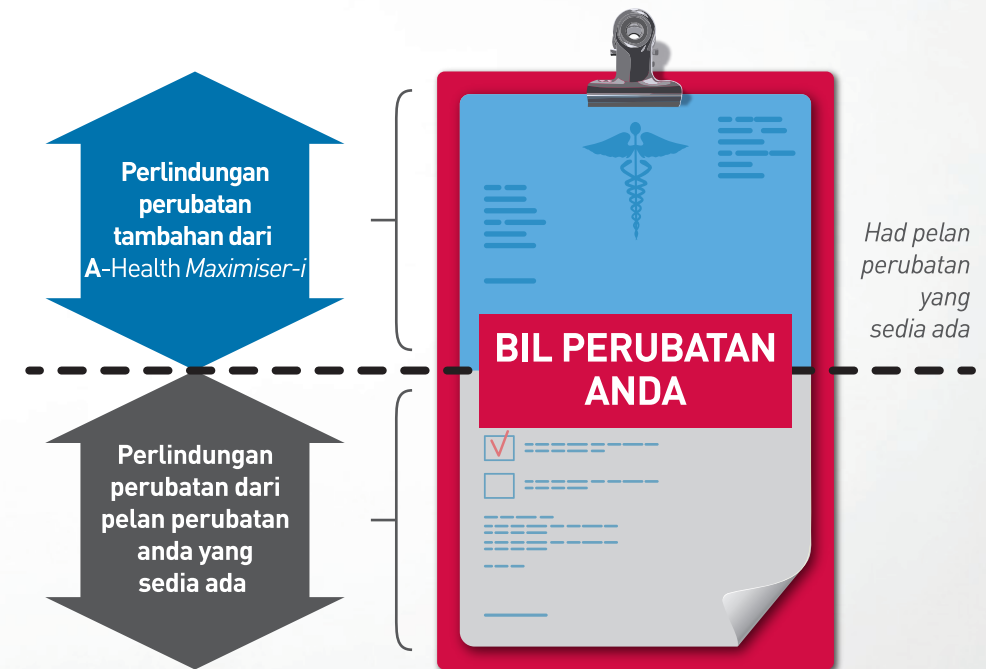 Perlindungan
perubatan
tambahan dari
A-Health Maximiser-i
BIL PERUBATAN
ANDA
Had pelan
perubatan
yang
sedia ada
Perlindungan
perubatan dari
pelan perubatan
anda yang
sedia ada